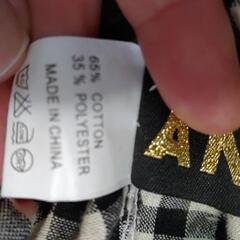 65% COTTON
35% POLYESTER
MADE IN CHINA